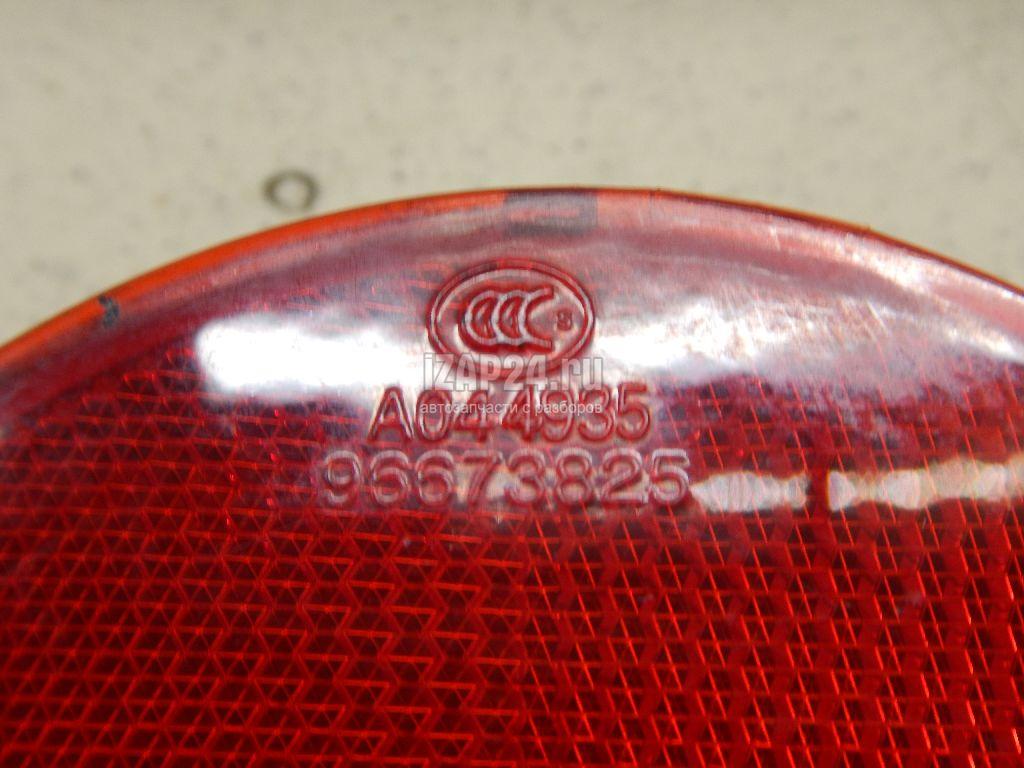 CCC S
iZAP24.ru
A044935
автозапчасти с разборов
96673825